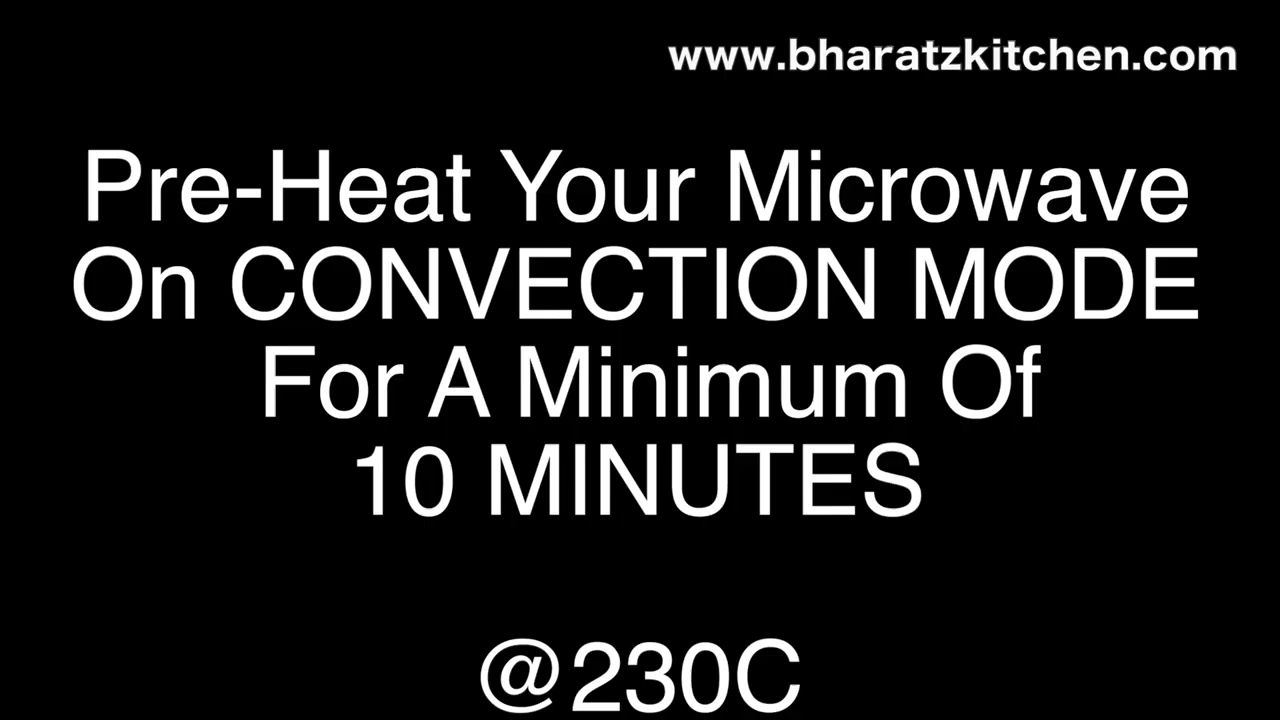 www.bharatzkitchen.com
Pre-Heat Your Microwave
On CONVECTION MODE
For A Minimum Of
10 MINUTES
@230C